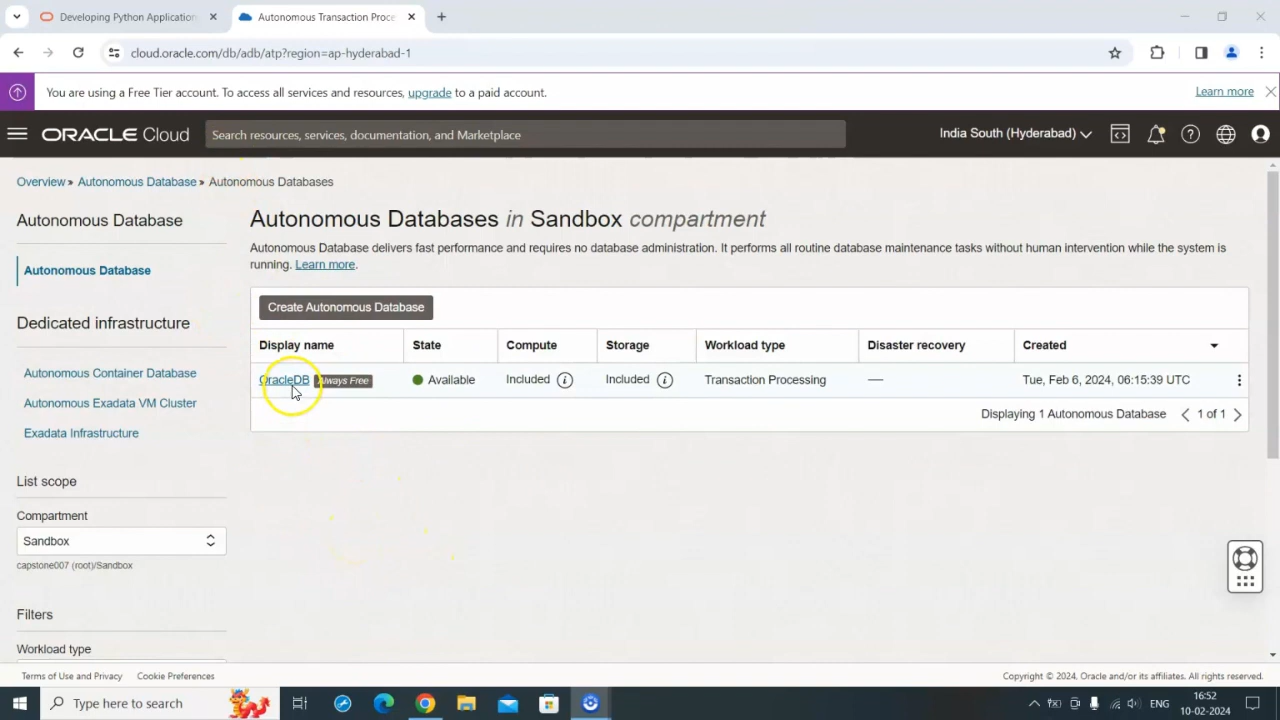 Developing Python Application
Autonomous Transaction Proce
cloud.oracle.com/db/adb/atp?region=ap-hyderabad-1
You are using a Free Tier account. To access all services and resources, upgrade to a paid account.
Learn more
ORACLE Cloud
Search resources, services, documentation, and Marketplace
India South (Hyderabad)
Overview » Autonomous Database » Autonomous Databases
Autonomous Database
Autonomous Database
Dedicated infrastructure
Autonomous Container Database
Autonomous Exadata VM Cluster
Exadata Infrastructure
List scope
Compartment
Sandbox
capstone007 (root)/Sandbox
Filters
Workload type
Autonomous Databases in Sandbox compartment
Autonomous Database delivers fast performance and requires no database administration. It performs all routine database maintenance tasks without human intervention while the system is
running. Learn more.
Create Autonomous Database
Display name State Compute Storage Workload type Disaster recovery Created
OracleDB Always Free Available Included Included Transaction Processing — Tue, Feb 6, 2024, 06:15:39 UTC
Displaying 1 Autonomous Database 1 of 1
Terms of Use and Privacy Cookie Preferences
Copyright © 2024, Oracle and/or its affiliates. All rights reserved.
Type here to search
ENG
16:52
10-02-2024